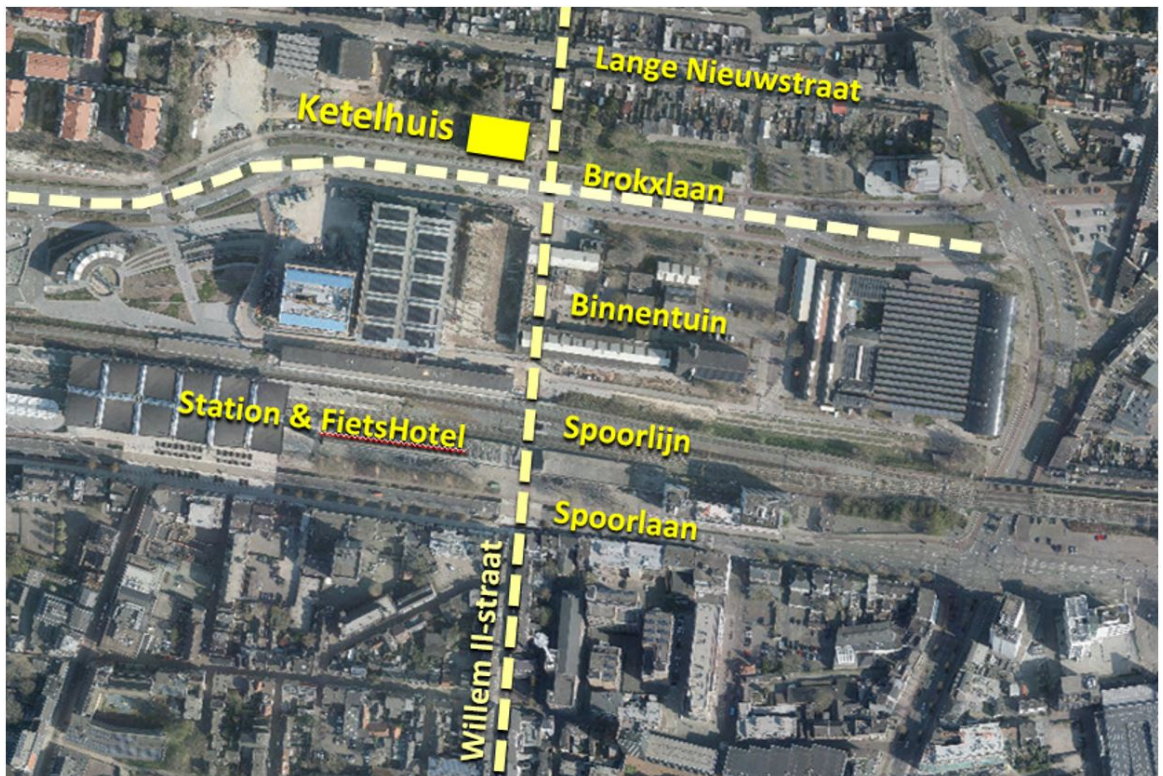 Lange Nieuwstraat
Ketelhuis
Brokxlaan
Binnentuin
Station & FietsHotel
Spoorlijn
Spoorlaan
Willem II-straat